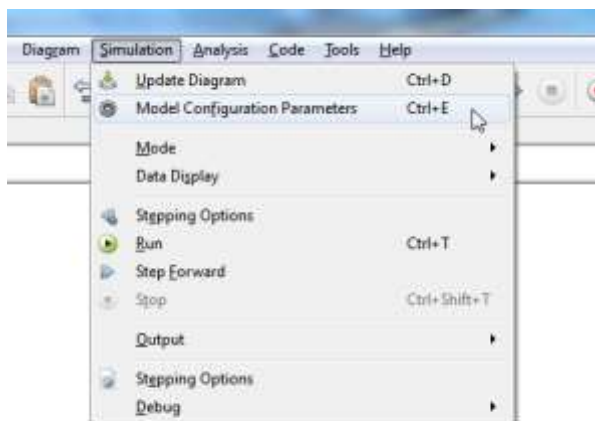 Diagram Simulation Analysis Code Tools Help
Update Diagram Ctrl+D
Model Configuration Parameters Ctrl+E
Mode
Data Display
Stepping Options
Run Ctrl+T
Step Forward
Stop Ctrl+Shift+T
Output
Stepping Options
Debug